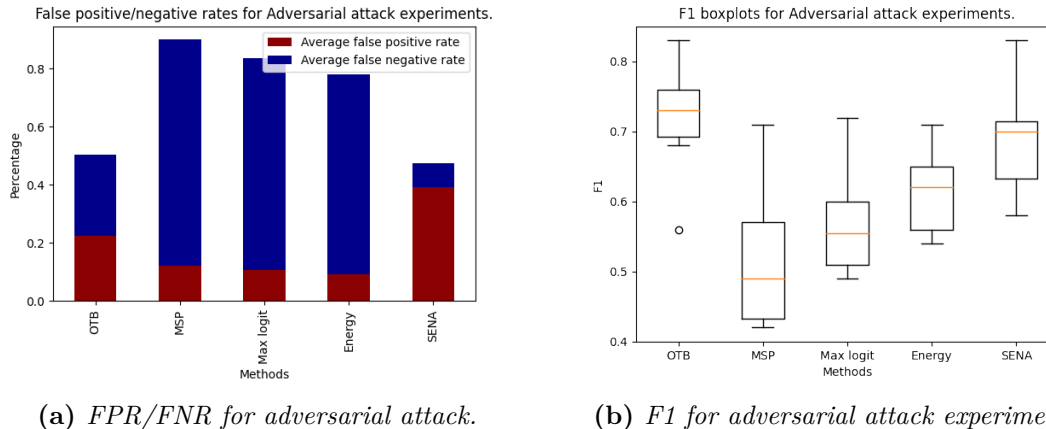 False positive/negative rates for Adversarial attack experiments.
Average false positive rate
Average false negative rate
Percentage
0.8
0.6
0.4
0.2
0.0
OTB
MSP
Max logit
Energy
SENA
Methods
(a) FPR/FNR for adversarial attack.
F1 boxplots for Adversarial attack experiments.
F1
0.8
0.7
0.6
0.5
0.4
OTB
MSP
Max logit
Energy
SENA
Methods
(b) F1 for adversarial attack experime